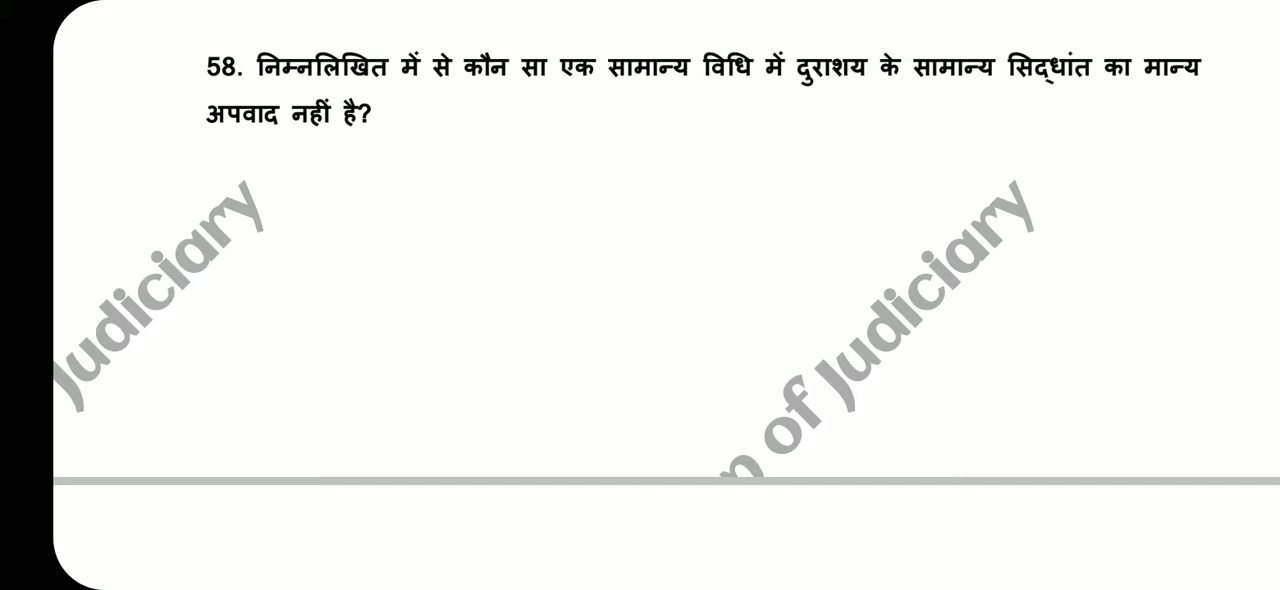 58. निम्नलिखित में से कौन सा एक सामान्य विधि में दुराशय के सामान्य सिद्धांत का मान्य
अपवाद नहीं है?
Judiciary
of Judiciary